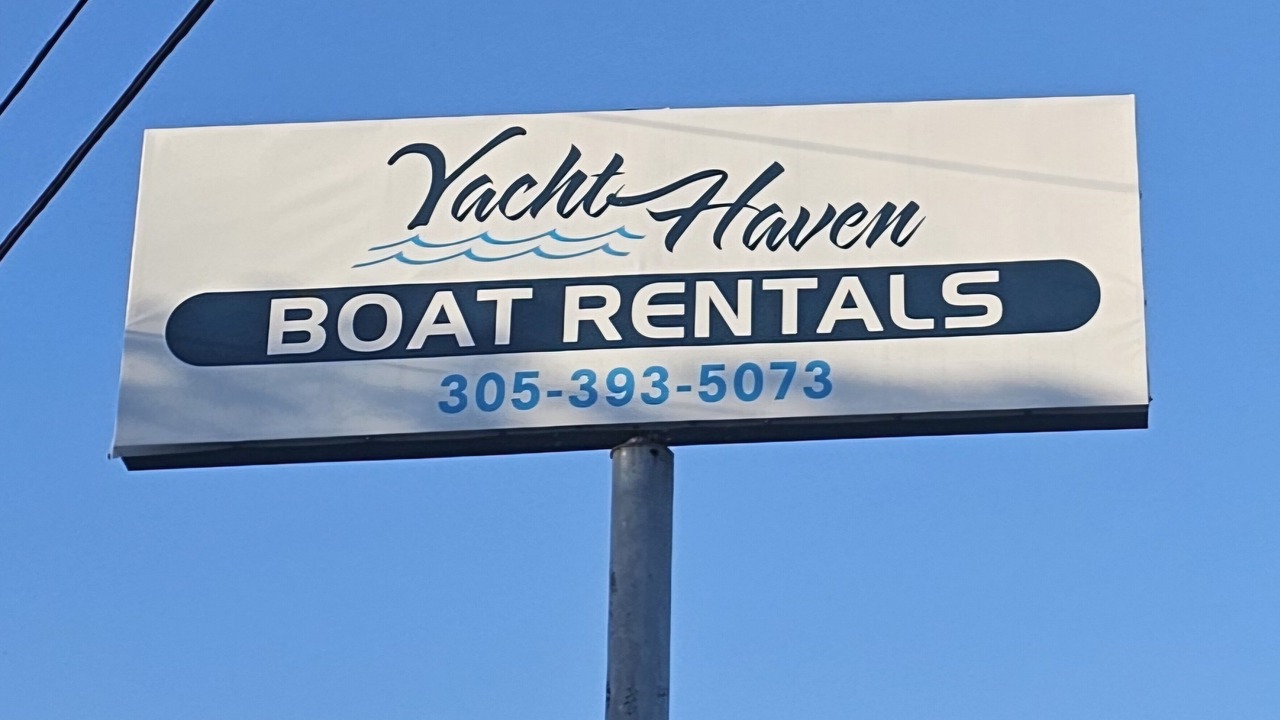 Yacht Haven
BOAT RENTALS
305-393-5073